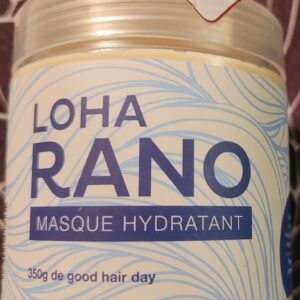 LOHA
RANO
MASQUE HYDRATANT
350g de good hair day